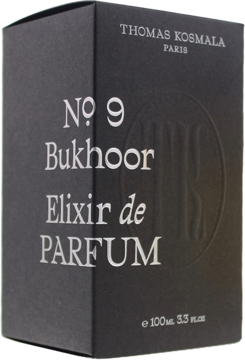 THOMAS KOSMALA
PARIS
Nº 9
Bukhoor
Elixir de
PARFUM
e 100ML 3.3 FL.OZ